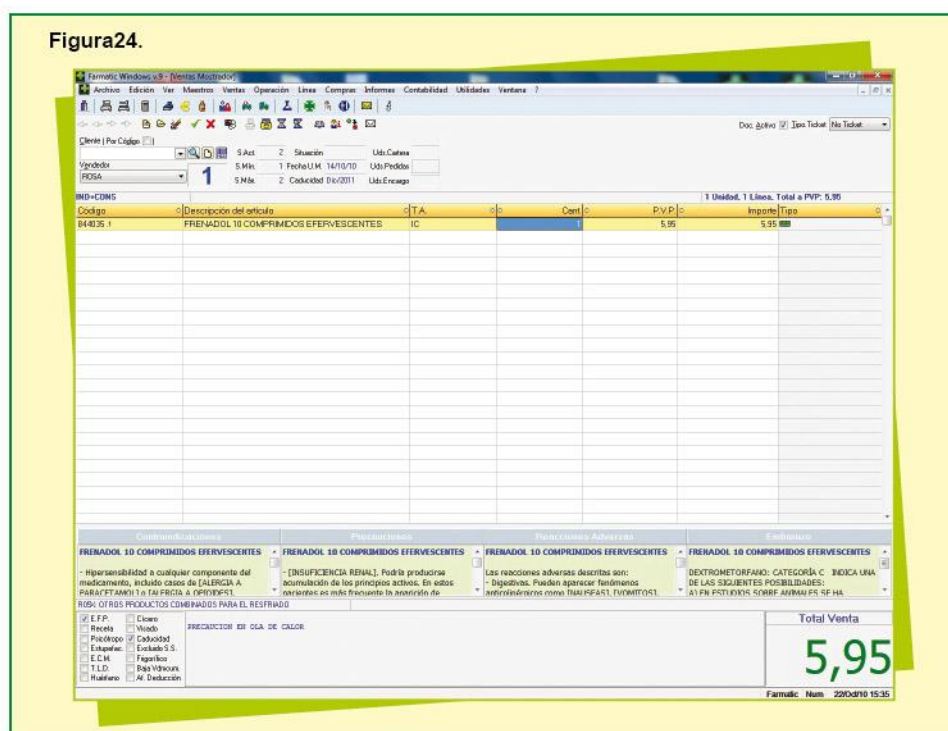 Figura24.
Farmatic Windows v.9 - [Ventas Mostrador]
Archivo Edición Ver Maestros Ventas Operación Línea Compras Informes Contabilidad Utilidades Ventana ?
Doc. Activo Tipo Ticket No Ticket
Cliente | Por Código
S.Act. 2 Situación Uds.Cartera
Vendedor
S.Mín. 1 Fecha U.M. 14/10/10 Uds.Pedidas
ROSA 1
S.Máx. 2 Caducidad Dic/2011 Uds.Encargo
IND+CONS 1 Unidad, 1 Línea, Total a PVP: 5,95
Código Descripción del artículo T.A. Cant P.V.P. Importe Tipo
844035.1 FRENADOL 10 COMPRIMIDOS EFERVESCENTES IC 1 5,95 5,95
Contraindicaciones Precauciones Reacciones Adversas Embarazo
FRENADOL 10 COMPRIMIDOS EFERVESCENTES FRENADOL 10 COMPRIMIDOS EFERVESCENTES FRENADOL 10 COMPRIMIDOS EFERVESCENTES FRENADOL 10 COMPRIMIDOS EFERVESCENTES
- Hipersensibilidad a cualquier componente del - [INSUFICIENCIA RENAL]. Podría producirse Las reacciones adversas descritas son: DEXTROMETORFANO: CATEGORÍA C INDICA UNA
medicamento, incluido casos de [ALERGIA A acumulación de los principios activos. En estos - Digestivas. Pueden aparecer fenómenos DE LAS SIGUIENTES POSIBILIDADES:
PARACETAMOL] o [ALERGIA A OPIOIDES]. pacientes es más frecuente la aparición de anticolinérgicos como [NAUSEAS], [VOMITOS], A) EN ESTUDIOS SOBRE ANIMALES SE HA
R05X: OTROS PRODUCTOS COMBINADOS PARA EL RESFRIADO
E.F.P. Cícero Total Venta
Receta Visado PRECAUCION EN OLA DE CALOR
Psicótropo Caducidad
Estupefac. Excluido S.S.
E.C.M. Frigorífico 5,95
T.L.D.
Huérfano Af. Deducción
Farmatic Num 22/Oct/10 15:35